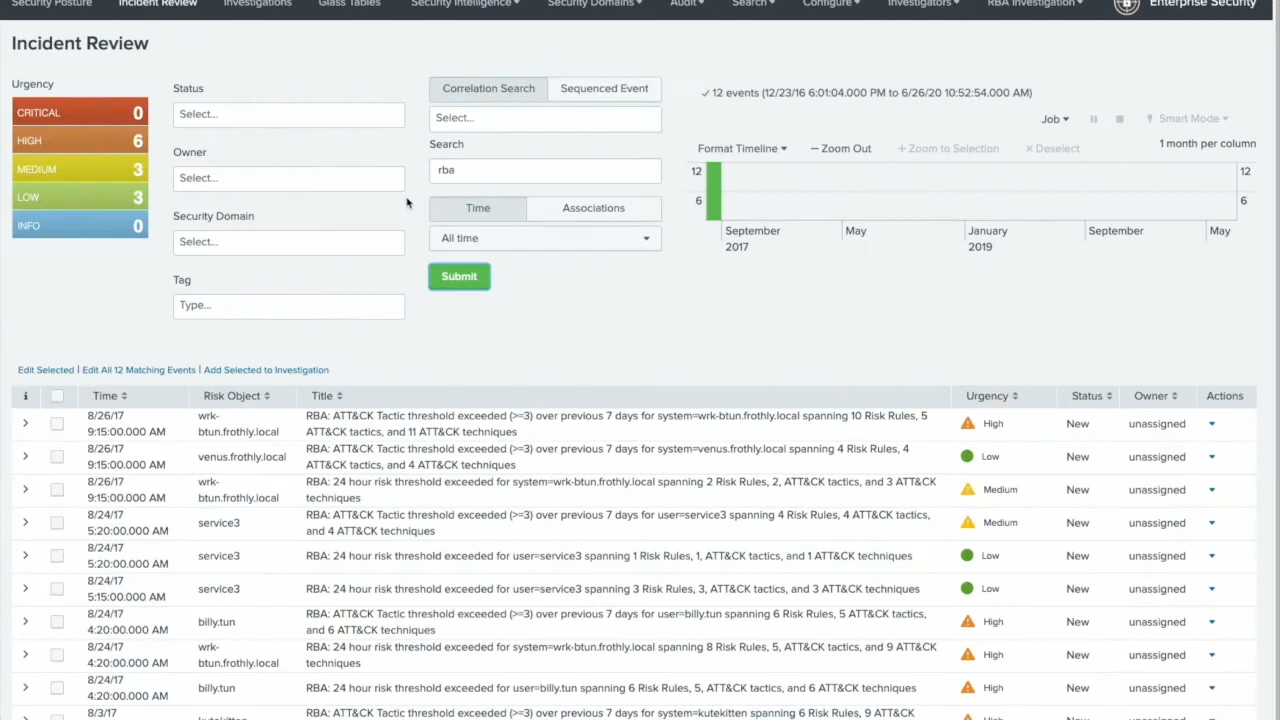 Security Posture Incident Review Investigations Glass Tables Security Intelligence Security Domains Audit Search Configure Investigators RBA Investigation Enterprise Security
Incident Review
Urgency
CRITICAL 0
HIGH 6
MEDIUM 3
LOW 3
INFO 0
Status
Select...
Owner
Select...
Security Domain
Select...
Tag
Type...
Correlation Search Sequenced Event
Select...
Search
rba
Time Associations
All time
Submit
12 events (12/23/16 6:01:04.000 PM to 6/26/20 10:52:54.000 AM)
Job Smart Mode
Format Timeline — Zoom Out + Zoom to Selection × Deselect 1 month per column
12 12
6 6
September May January September May
2017 2019
Edit Selected | Edit All 12 Matching Events | Add Selected to Investigation
i Time Risk Object Title Urgency Status Owner Actions
8/26/17 wrk- RBA: ATT&CK Tactic threshold exceeded (>=3) over previous 7 days for system=wrk-btun.frothly.local spanning 10 Risk Rules, 5 High New unassigned
9:15:00.000 AM btun.frothly.local ATT&CK tactics, and 11 ATT&CK techniques
8/26/17 venus.frothly.local RBA: ATT&CK Tactic threshold exceeded (>=3) over previous 7 days for system=venus.frothly.local spanning 4 Risk Rules, 4 Low New unassigned
9:15:00.000 AM ATT&CK tactics, and 4 ATT&CK techniques
8/26/17 wrk- RBA: 24 hour risk threshold exceeded for system=wrk-btun.frothly.local spanning 2 Risk Rules, 2, ATT&CK tactics, and 3 ATT&CK Medium New unassigned
9:15:00.000 AM btun.frothly.local techniques
8/24/17 service3 RBA: ATT&CK Tactic threshold exceeded (>=3) over previous 7 days for user=service3 spanning 4 Risk Rules, 4 ATT&CK tactics, Medium New unassigned
5:20:00.000 AM and 4 ATT&CK techniques
8/24/17 service3 RBA: 24 hour risk threshold exceeded for user=service3 spanning 1 Risk Rules, 1, ATT&CK tactics, and 1 ATT&CK techniques Low New unassigned
5:20:00.000 AM
8/24/17 service3 RBA: 24 hour risk threshold exceeded for user=service3 spanning 3 Risk Rules, 3, ATT&CK tactics, and 3 ATT&CK techniques Low New unassigned
5:15:00.000 AM
8/24/17 billy.tun RBA: ATT&CK Tactic threshold exceeded (>=3) over previous 7 days for user=billy.tun spanning 6 Risk Rules, 5 ATT&CK tactics, High New unassigned
4:20:00.000 AM and 6 ATT&CK techniques
8/24/17 wrk- RBA: 24 hour risk threshold exceeded for system=wrk-btun.frothly.local spanning 8 Risk Rules, 5, ATT&CK tactics, and 9 ATT&CK High New unassigned
4:20:00.000 AM btun.frothly.local techniques
8/24/17 billy.tun RBA: 24 hour risk threshold exceeded for user=billy.tun spanning 6 Risk Rules, 5, ATT&CK tactics, and 6 ATT&CK techniques High New unassigned
4:20:00.000 AM
8/3/17 kutekitten RBA: ATT&CK Tactic threshold exceeded (>=3) over previous 7 days for system=kutekitten spanning 6 Risk Rules, 9 ATT&CK